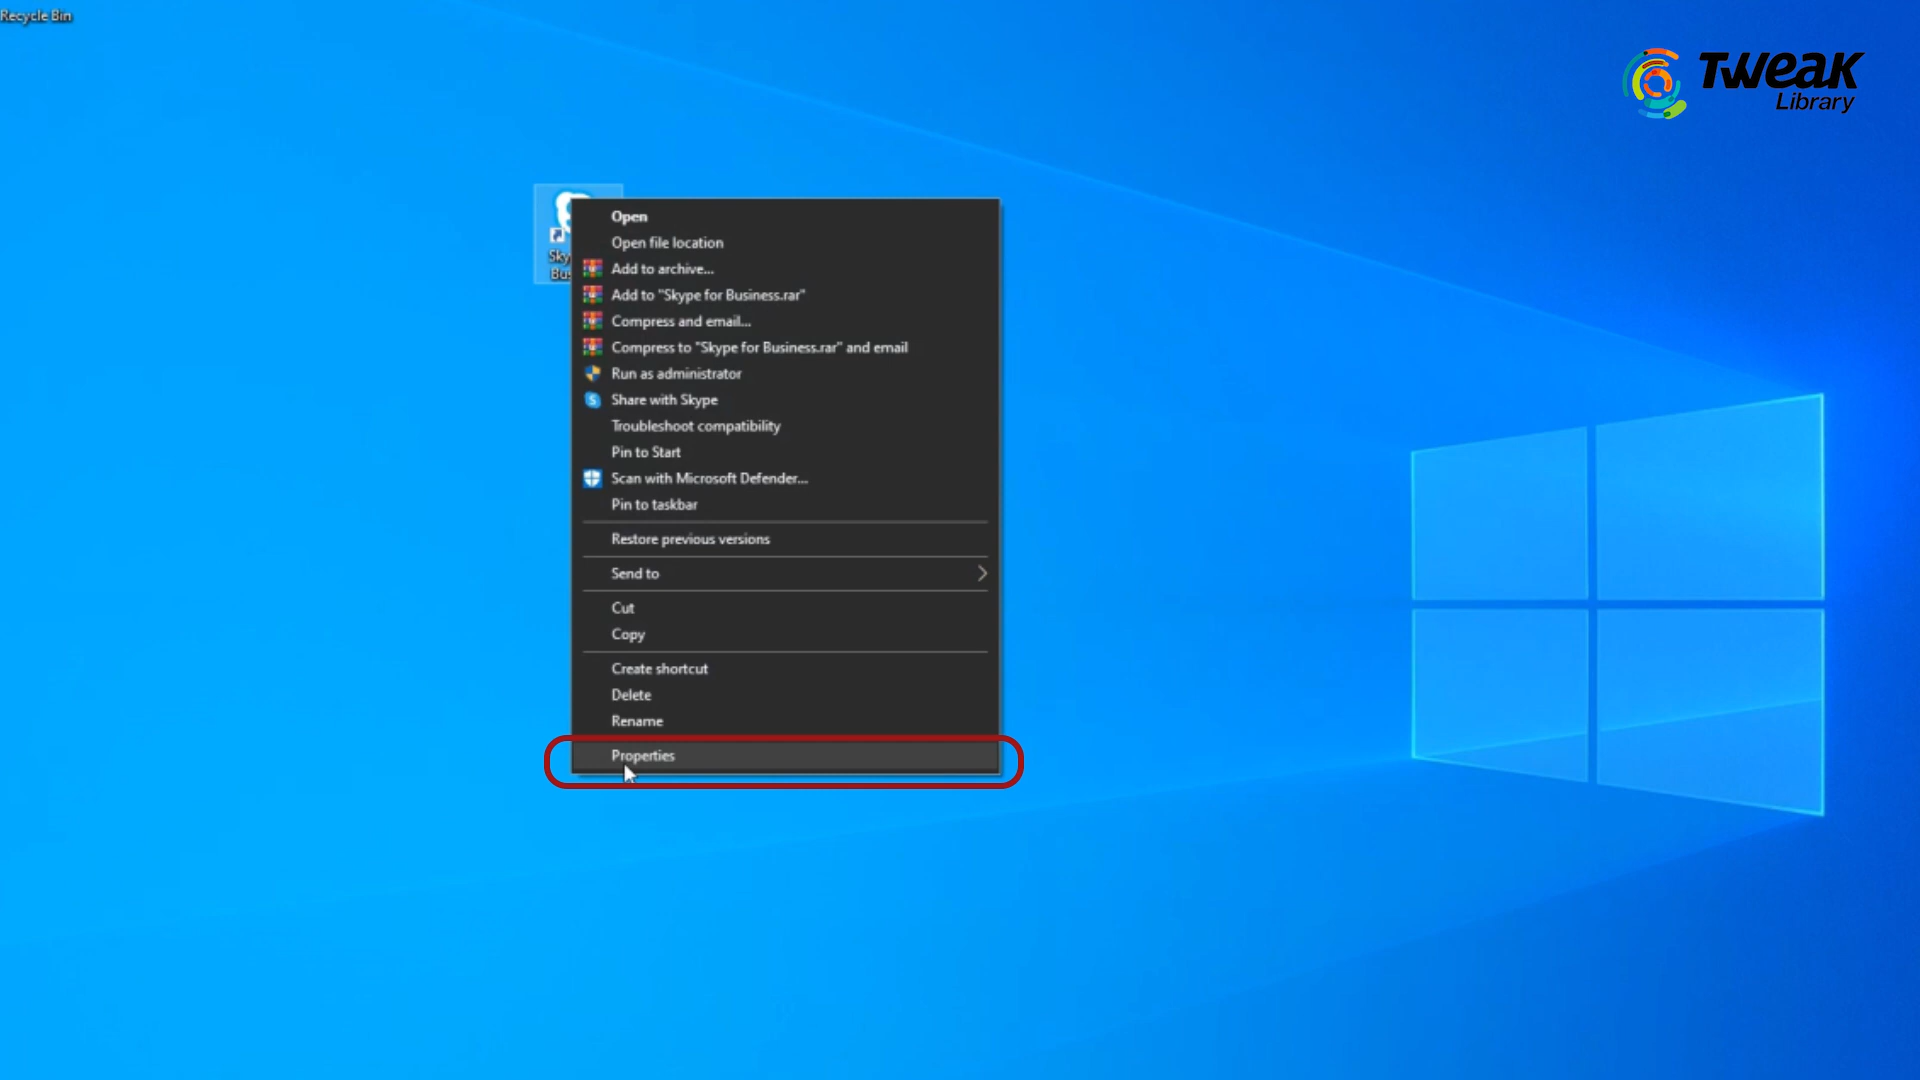 Recycle Bin
TWEAK
Library
Open
Open file location
Add to archive...
Add to "Skype for Business.rar"
Compress and email...
Compress to "Skype for Business.rar" and email
Run as administrator
Share with Skype
Troubleshoot compatibility
Pin to Start
Scan with Microsoft Defender...
Pin to taskbar
Restore previous versions
Send to
Cut
Copy
Create shortcut
Delete
Rename
Properties